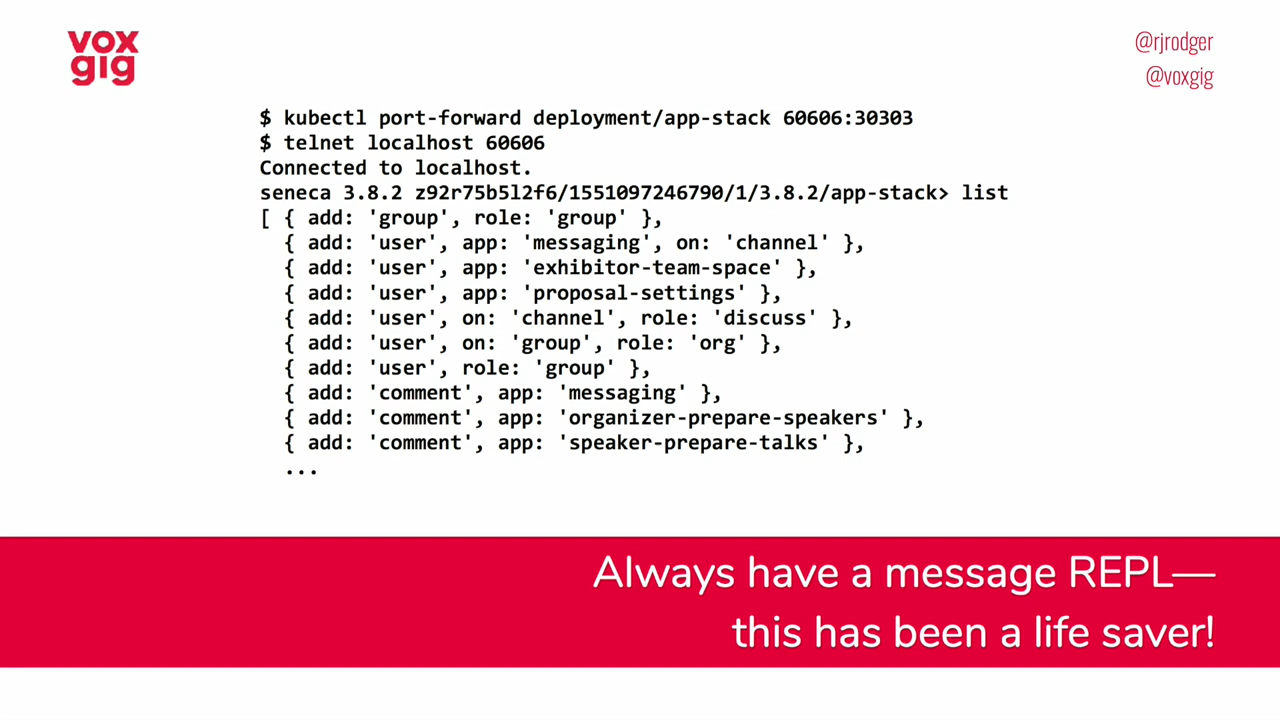 vox
gig
@rjrodger
@voxgig
$ kubectl port-forward deployment/app-stack 60606:30303
$ telnet localhost 60606
Connected to localhost.
seneca 3.8.2 z92r75b5l2f6/1551097246790/1/3.8.2/app-stack> list
[ { add: 'group', role: 'group' },
  { add: 'user', app: 'messaging', on: 'channel' },
  { add: 'user', app: 'exhibitor-team-space' },
  { add: 'user', app: 'proposal-settings' },
  { add: 'user', on: 'channel', role: 'discuss' },
  { add: 'user', on: 'group', role: 'org' },
  { add: 'user', role: 'group' },
  { add: 'comment', app: 'messaging' },
  { add: 'comment', app: 'organizer-prepare-speakers' },
  { add: 'comment', app: 'speaker-prepare-talks' },
  ...
Always have a message REPL—
this has been a life saver!